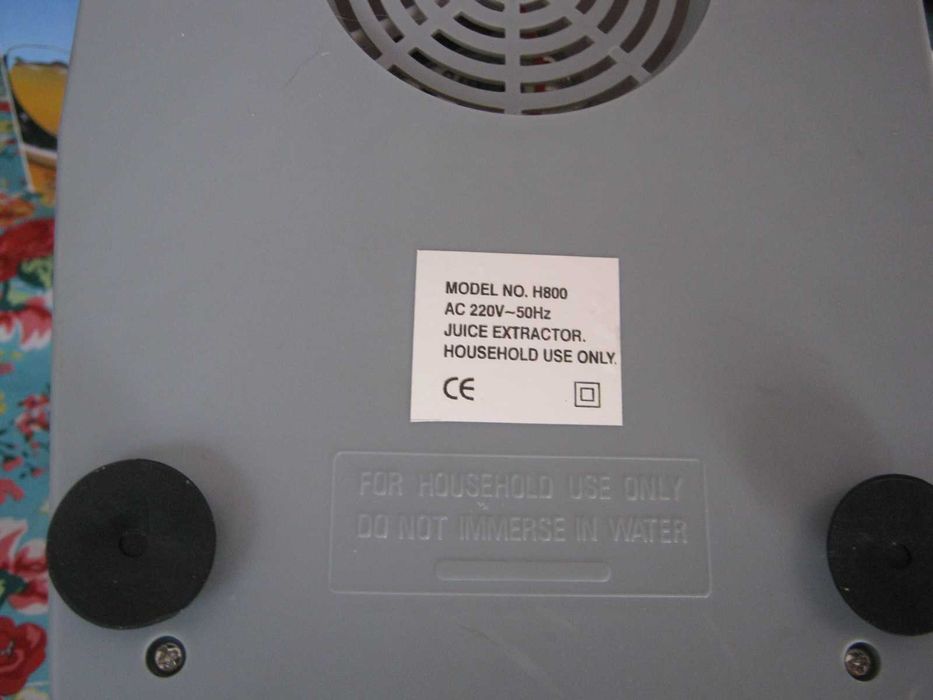 MODEL NO. H800
AC 220V~50Hz
JUICE EXTRACTOR.
HOUSEHOLD USE ONLY.
CE
FOR HOUSEHOLD USE ONLY
DO NOT IMMERSE IN WATER